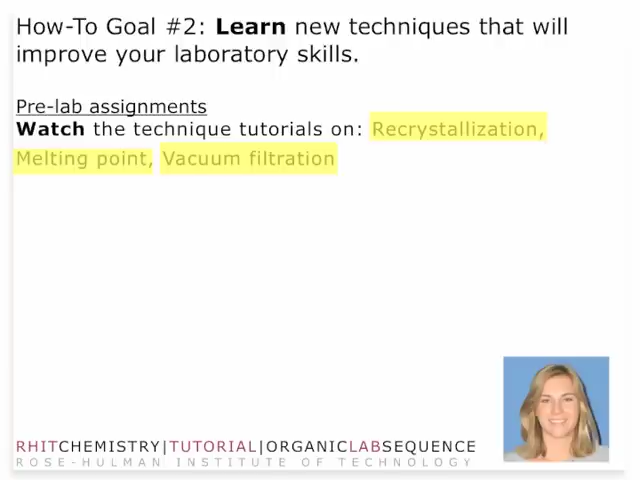 How-To Goal #2: Learn new techniques that will
improve your laboratory skills.
Pre-lab assignments
Watch the technique tutorials on: Recrystallization,
Melting point, Vacuum filtration
RHITCHEMISTRY|TUTORIAL|ORGANICLABSEQUENCE
ROSE-HULMAN INSTITUTE OF TECHNOLOGY